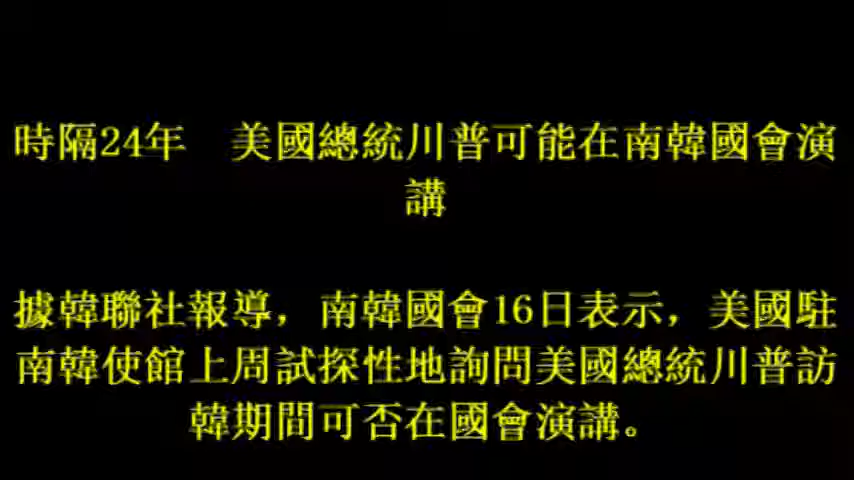 時隔24年　美國總統川普可能在南韓國會演
講
據韓聯社報導，南韓國會16日表示，美國駐
南韓使館上周試探性地詢問美國總統川普訪
韓期間可否在國會演講。